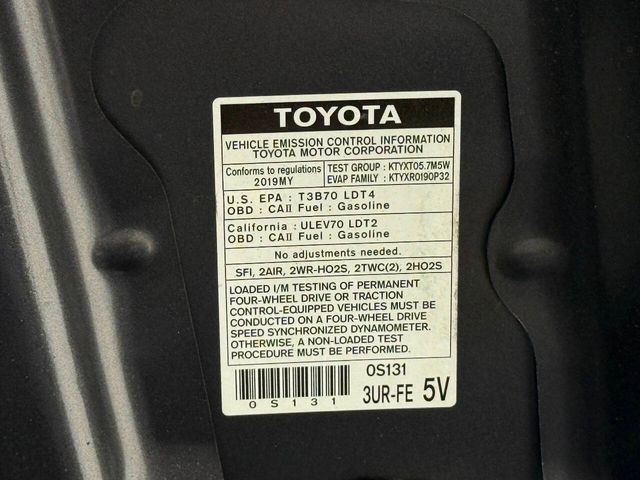 TOYOTA
VEHICLE EMISSION CONTROL INFORMATION
TOYOTA MOTOR CORPORATION
Conforms to regulations
2019MY
TEST GROUP : KTYXT05.7M5W
EVAP FAMILY : KTYXR0190P32
U.S. EPA : T3B70 LDT4
OBD : CAII Fuel : Gasoline
California : ULEV70 LDT2
OBD : CAII Fuel : Gasoline
No adjustments needed.
SFI, 2AIR, 2WR-HO2S, 2TWC(2), 2HO2S
LOADED I/M TESTING OF PERMANENT
FOUR-WHEEL DRIVE OR TRACTION
CONTROL-EQUIPPED VEHICLES MUST BE
CONDUCTED ON A FOUR-WHEEL DRIVE
SPEED SYNCHRONIZED DYNAMOMETER.
OTHERWISE, A NON-LOADED TEST
PROCEDURE MUST BE PERFORMED.
0S131
0S131
3UR-FE 5V